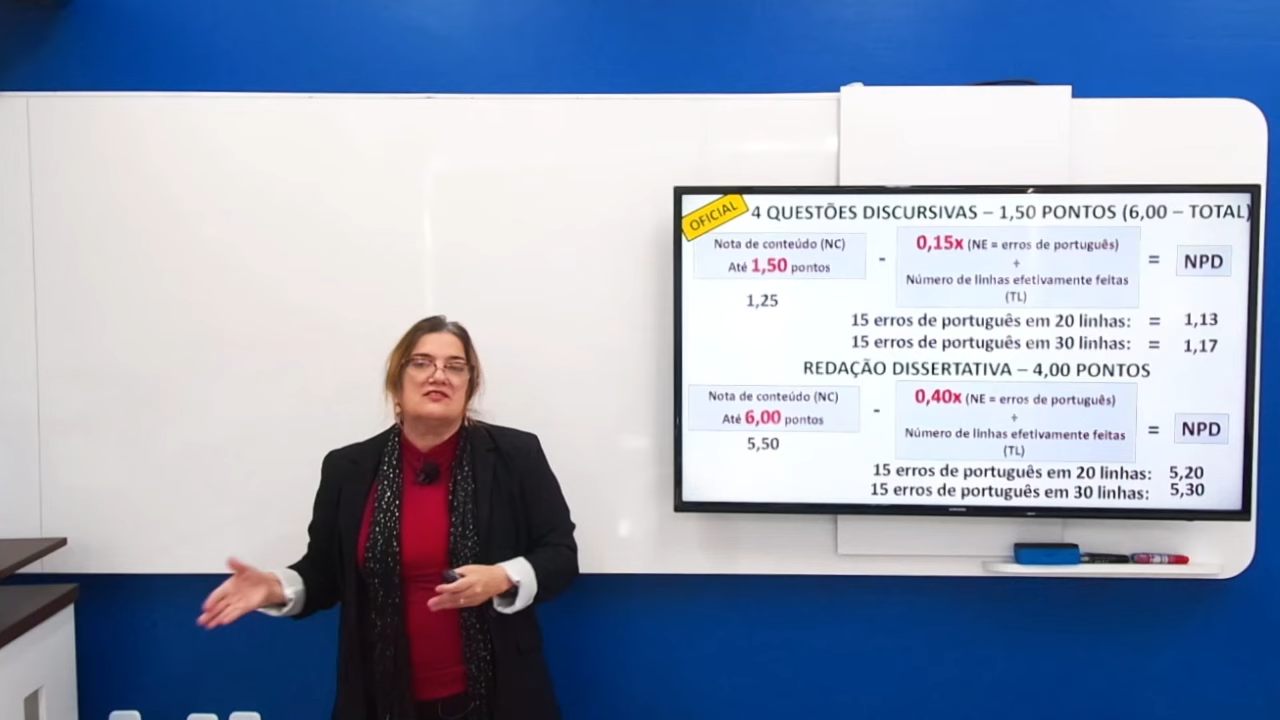 OFICIAL
4 QUESTÕES DISCURSIVAS – 1,50 PONTOS (6,00 – TOTAL)
Nota de conteúdo (NC)
Até 1,50 pontos
-
0,15x (NE = erros de português)
+
Número de linhas efetivamente feitas
(TL)
= NPD
1,25
15 erros de português em 20 linhas: = 1,13
15 erros de português em 30 linhas: = 1,17
REDAÇÃO DISSERTATIVA – 4,00 PONTOS
Nota de conteúdo (NC)
Até 6,00 pontos
-
0,40x (NE = erros de português)
+
Número de linhas efetivamente feitas
(TL)
= NPD
5,50
15 erros de português em 20 linhas: 5,20
15 erros de português em 30 linhas: 5,30